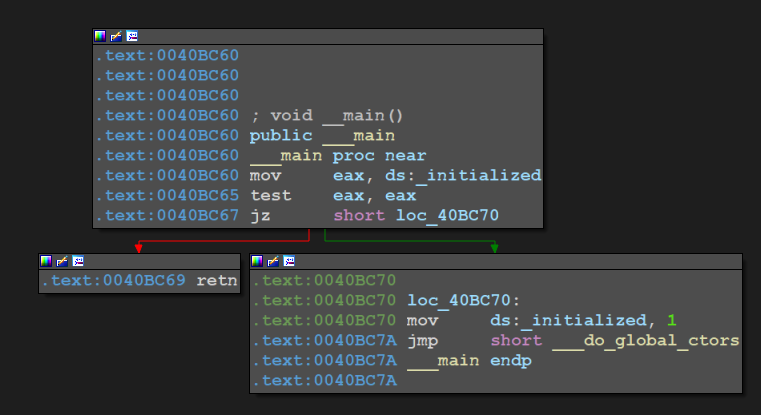 .text:0040BC60
.text:0040BC60
.text:0040BC60
.text:0040BC60 ; void __main()
.text:0040BC60 public ___main
.text:0040BC60 ___main proc near
.text:0040BC60 mov     eax, ds:_initialized
.text:0040BC65 test    eax, eax
.text:0040BC67 jz      short loc_40BC70
.text:0040BC69 retn
.text:0040BC70
.text:0040BC70 loc_40BC70:
.text:0040BC70 mov     ds:_initialized, 1
.text:0040BC7A jmp     short ___do_global_ctors
.text:0040BC7A ___main endp
.text:0040BC7A